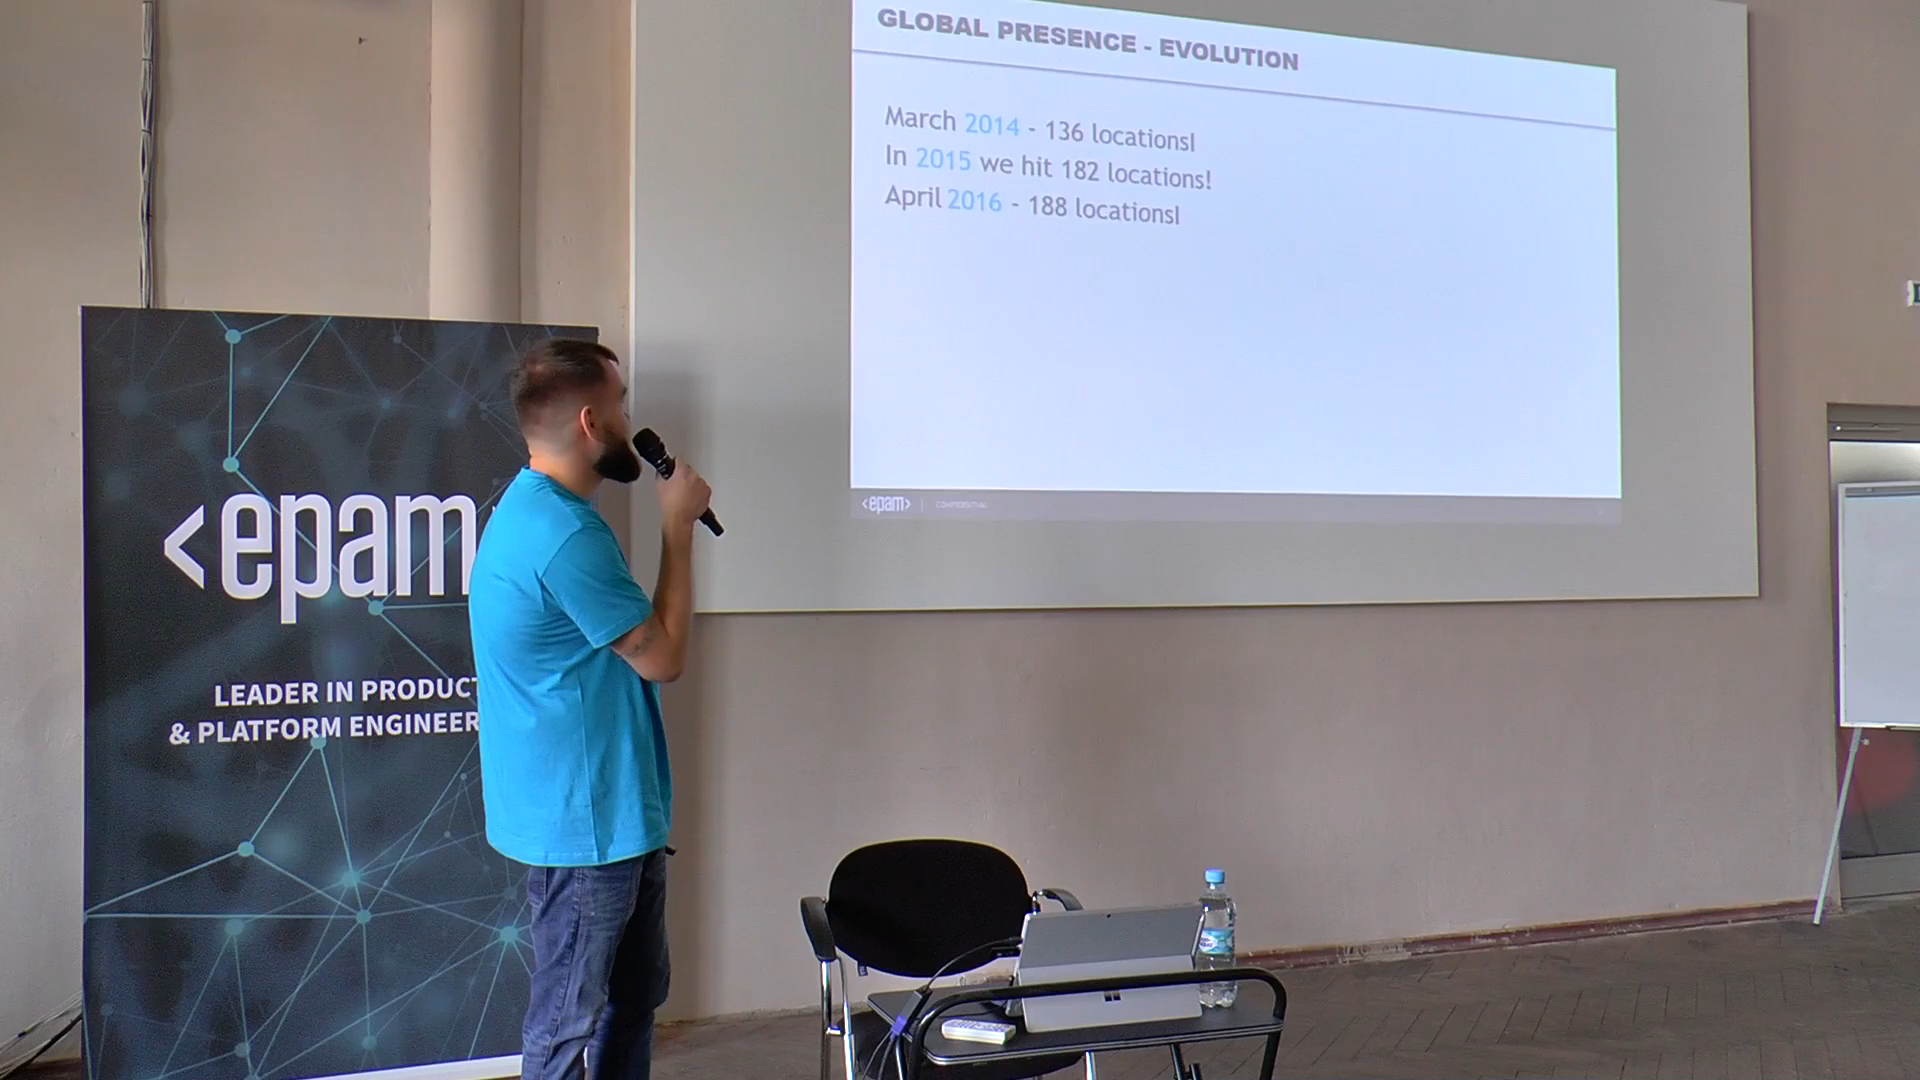 GLOBAL PRESENCE - EVOLUTION
March 2014 - 136 locations!
In 2015 we hit 182 locations!
April 2016 - 188 locations!
<epam> | CONFIDENTIAL
<epam
LEADER IN PRODUCT
& PLATFORM ENGINEER